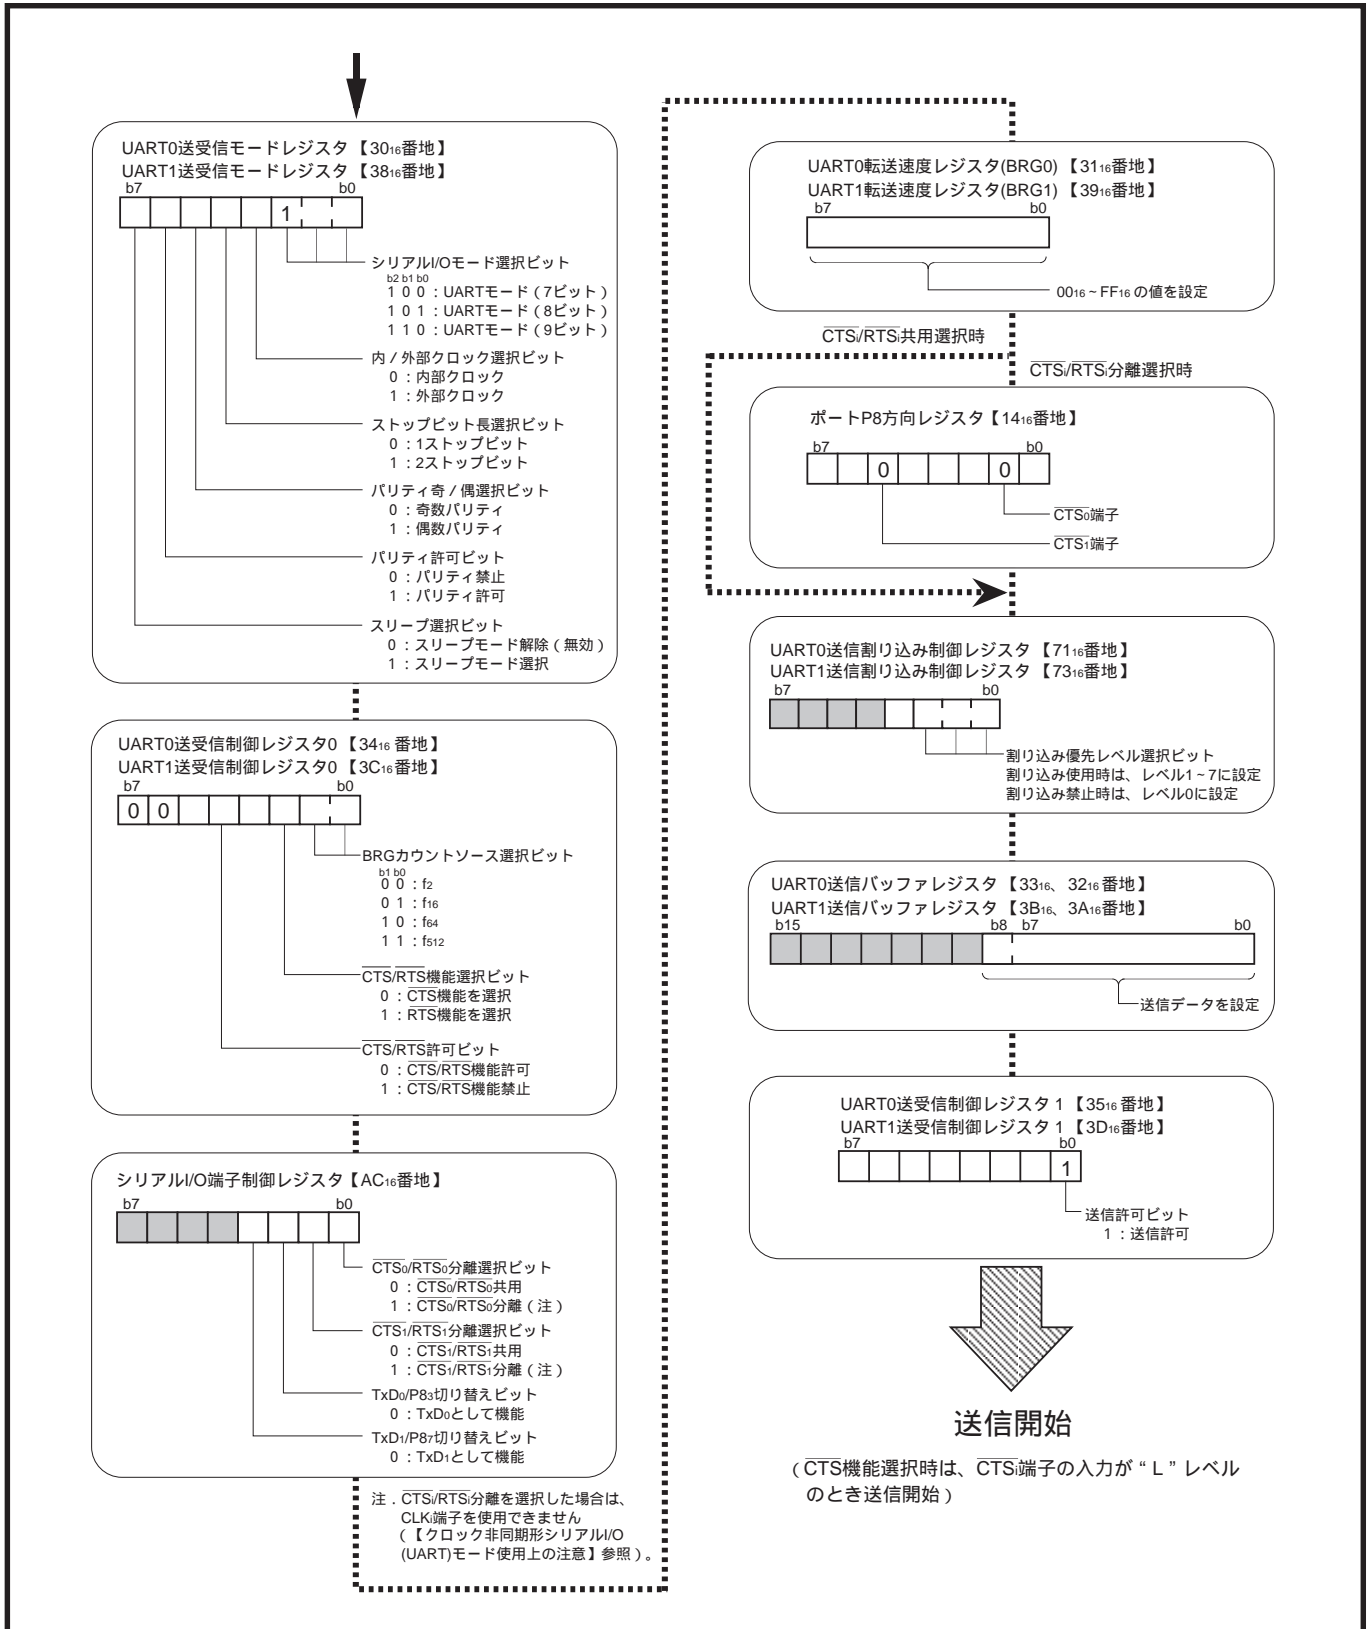 UART0送受信モードレジスタ【30₁₆番地】
UART1送受信モードレジスタ【38₁₆番地】
b7 b0
1
シリアルI/Oモード選択ビット
b2 b1 b0
1 0 0：UARTモード（7ビット）
1 0 1：UARTモード（8ビット）
1 1 0：UARTモード（9ビット）
内／外部クロック選択ビット
0：内部クロック
1：外部クロック
ストップビット長選択ビット
0：1ストップビット
1：2ストップビット
パリティ奇／偶選択ビット
0：奇数パリティ
1：偶数パリティ
パリティ許可ビット
0：パリティ禁止
1：パリティ許可
スリープ選択ビット
0：スリープモード解除（無効）
1：スリープモード選択
UART0送受信制御レジスタ0【34₁₆番地】
UART1送受信制御レジスタ0【3C₁₆番地】
b7 b0
0 0
BRGカウントソース選択ビット
b1 b0
0 0：f₂
0 1：f₁₆
1 0：f₆₄
1 1：f₅₁₂
CTS/RTS機能選択ビット
0：CTS機能を選択
1：RTS機能を選択
CTS/RTS許可ビット
0：CTS/RTS機能許可
1：CTS/RTS機能禁止
シリアルI/O端子制御レジスタ【AC₁₆番地】
b7 b0
CTS₀/RTS₀分離選択ビット
0：CTS₀/RTS₀共用
1：CTS₀/RTS₀分離（注）
CTS₁/RTS₁分離選択ビット
0：CTS₁/RTS₁共用
1：CTS₁/RTS₁分離（注）
TxD₀/P8₃切り替えビット
0：TxD₀として機能
TxD₁/P8₇切り替えビット
0：TxD₁として機能
注．CTSᵢ/RTSᵢ分離を選択した場合は、
CLKᵢ端子を使用できません
（【クロック非同期形シリアルI/O
(UART)モード使用上の注意】参照）。
UART0転送速度レジスタ(BRG0)【31₁₆番地】
UART1転送速度レジスタ(BRG1)【39₁₆番地】
b7 b0
00₁₆~FF₁₆の値を設定
CTSᵢ/RTSᵢ共用選択時
CTSᵢ/RTSᵢ分離選択時
ポートP8方向レジスタ【14₁₆番地】
b7 b0
0 0
CTS₀端子
CTS₁端子
UART0送信割り込み制御レジスタ【71₁₆番地】
UART1送信割り込み制御レジスタ【73₁₆番地】
b7 b0
割り込み優先レベル選択ビット
割り込み使用時は、レベル1~7に設定
割り込み禁止時は、レベル0に設定
UART0送信バッファレジスタ【33₁₆、32₁₆番地】
UART1送信バッファレジスタ【3B₁₆、3A₁₆番地】
b15 b8 b7 b0
送信データを設定
UART0送受信制御レジスタ1【35₁₆番地】
UART1送受信制御レジスタ1【3D₁₆番地】
b7 b0
1
送信許可ビット
1：送信許可
送信開始
（CTS機能選択時は、CTSᵢ端子の入力が“L”レベル
のとき送信開始）